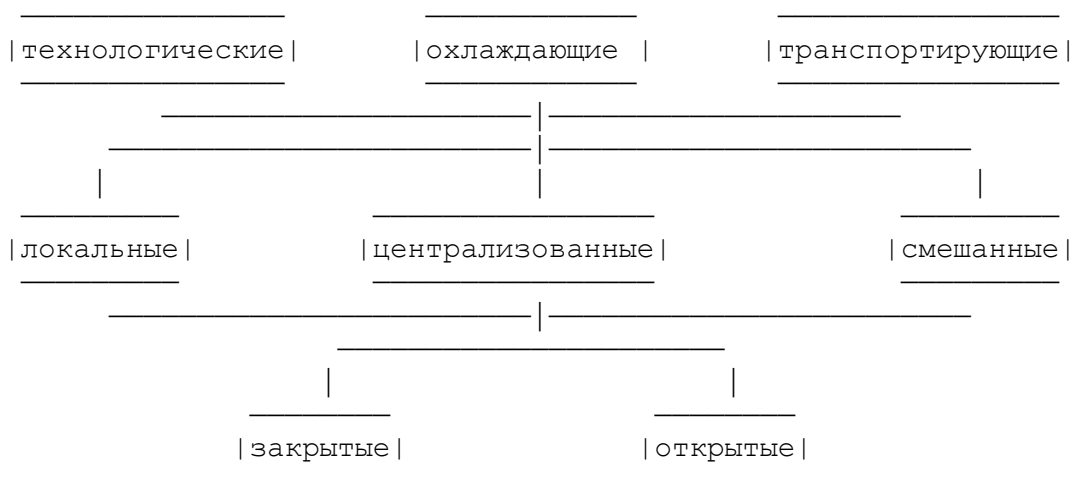 технологические охлаждающие транспортирующие
локальные централизованные смешанные
закрытые открытые